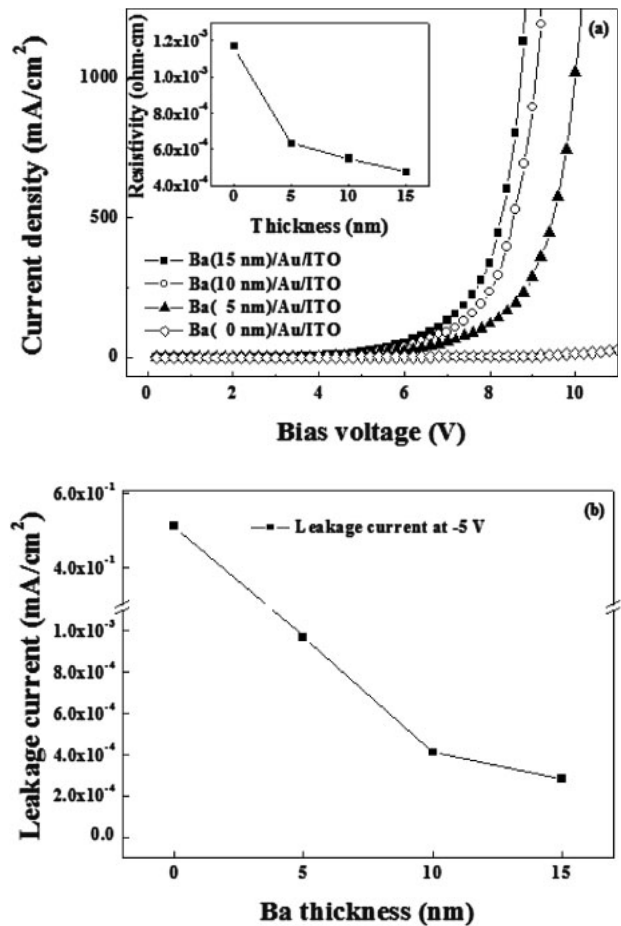 (a)
Current density (mA/cm²)
1000
500
0
0 2 4 6 8 10
Bias voltage (V)
Resistivity (ohm-cm)
1.2x10⁻³
1.0x10⁻³
8.0x10⁻⁴
6.0x10⁻⁴
4.0x10⁻⁴
0 5 10 15
Thickness (nm)
Ba(15 nm)/Au/ITO
Ba(10 nm)/Au/ITO
Ba( 5 nm)/Au/ITO
Ba( 0 nm)/Au/ITO
(b)
Leakage current at -5 V
Leakage current (mA/cm²)
6.0x10⁻¹
4.0x10⁻¹
1.0x10⁻³
8.0x10⁻⁴
6.0x10⁻⁴
4.0x10⁻⁴
2.0x10⁻⁴
0.0
0 5 10 15
Ba thickness (nm)